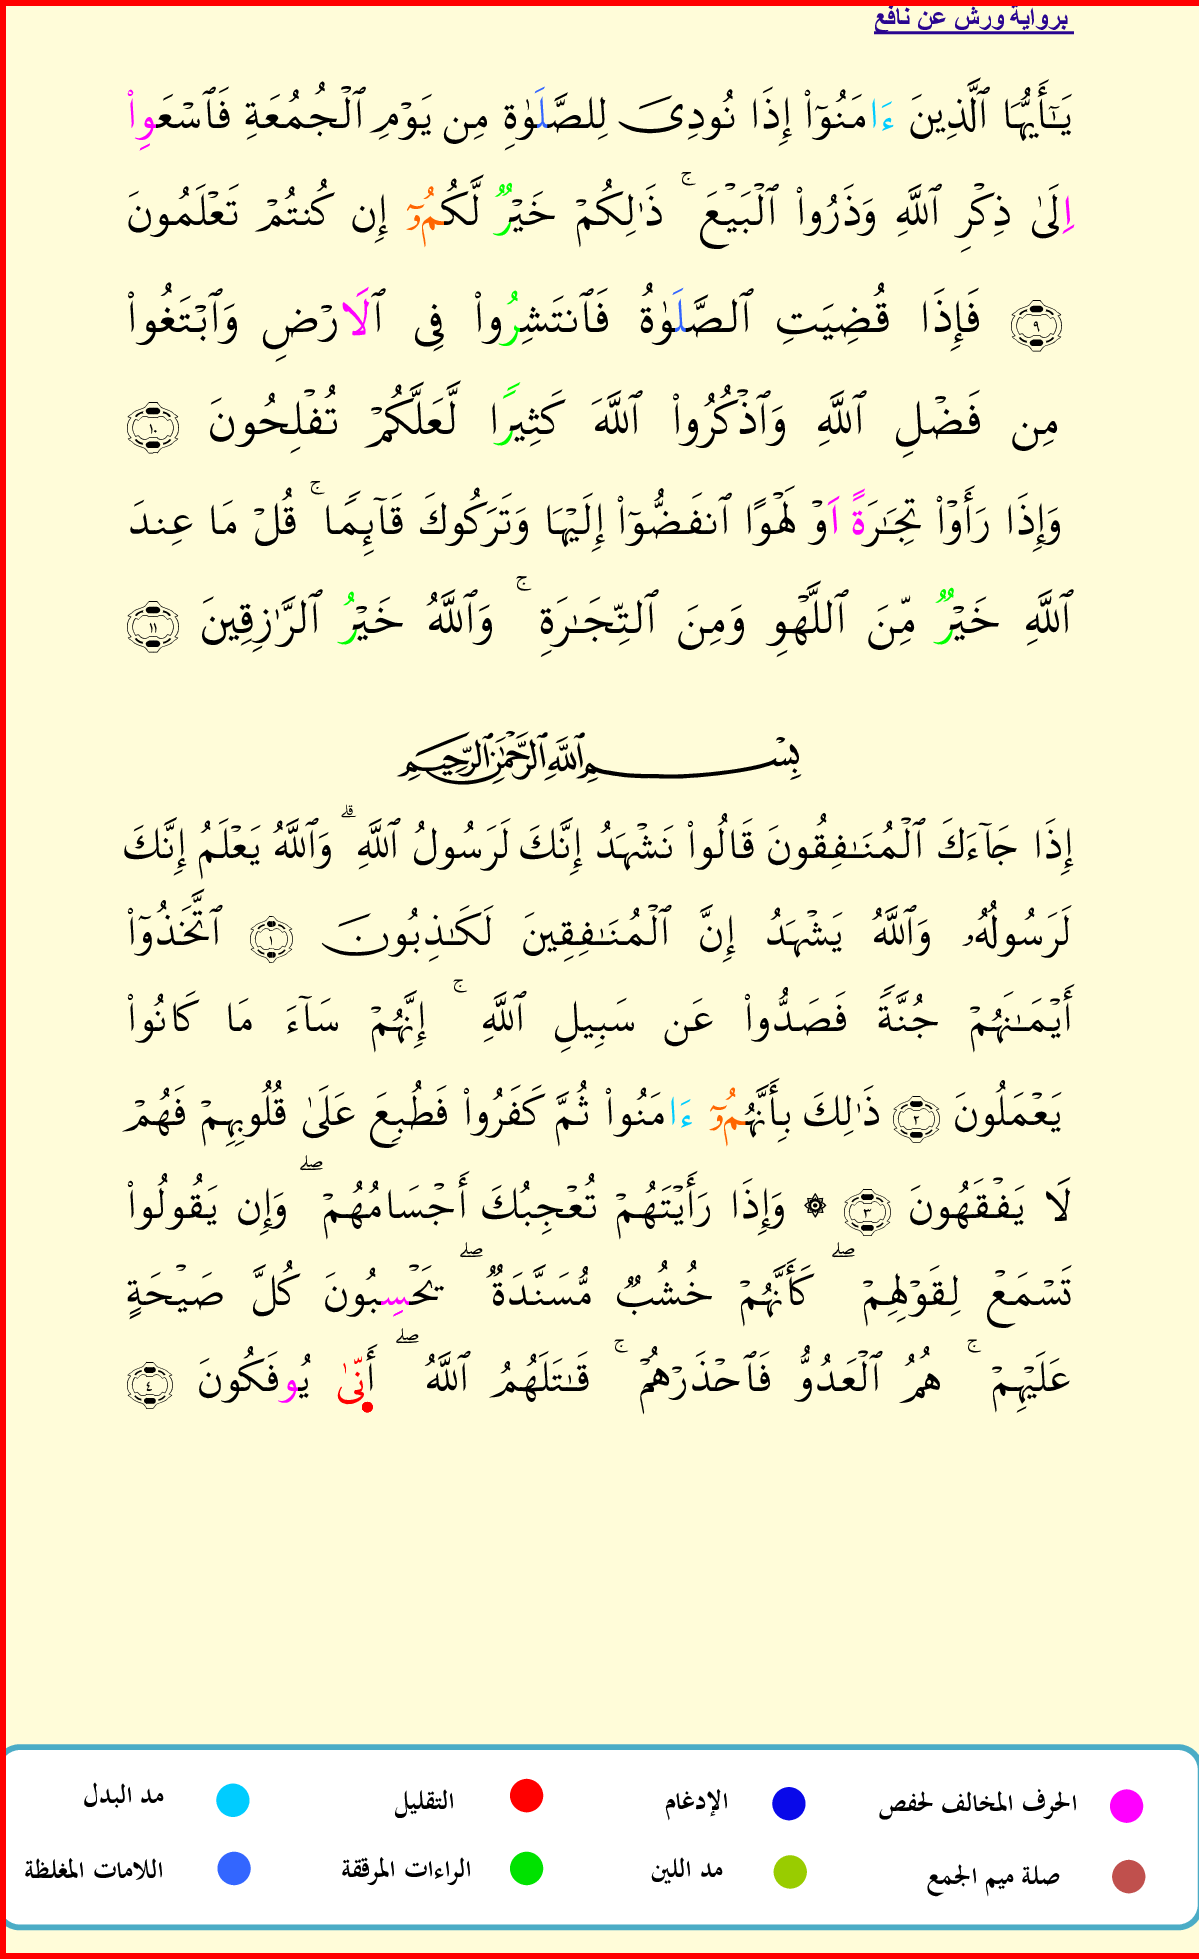 برواية ورش عن نافع
يَـٰٓأَيُّهَا ٱلَّذِينَ ءَامَنُوٓا۟ إِذَا نُودِىَ لِلصَّلَوٰةِ مِن يَوْمِ ٱلْجُمُعَةِ فَٱسْعَوِا۟
اِلَىٰ ذِكْرِ ٱللَّهِ وَذَرُوا۟ ٱلْبَيْعَ ۚ ذَٰلِكُمْ خَيْرٌ لَّكُمُوٓ إِن كُنتُمْ تَعْلَمُونَ
٩ فَإِذَا قُضِيَتِ ٱلصَّلَوٰةُ فَٱنتَشِرُوا۟ فِى ٱلَارْضِ وَٱبْتَغُوا۟
مِن فَضْلِ ٱللَّهِ وَٱذْكُرُوا۟ ٱللَّهَ كَثِيرًا لَّعَلَّكُمْ تُفْلِحُونَ ١٠
وَإِذَا رَأَوْا۟ تِجَـٰرَةً اَوْ لَهْوًا ٱنفَضُّوٓا۟ إِلَيْهَا وَتَرَكُوكَ قَآئِمًا ۚ قُلْ مَا عِندَ
ٱللَّهِ خَيْرٌ مِّنَ ٱللَّهْوِ وَمِنَ ٱلتِّجَـٰرَةِ ۚ وَٱللَّهُ خَيْرُ ٱلرَّٰزِقِينَ ١١
بِسْمِ ٱللَّهِ ٱلرَّحْمَـٰنِ ٱلرَّحِيمِ
إِذَا جَآءَكَ ٱلْمُنَـٰفِقُونَ قَالُوا۟ نَشْهَدُ إِنَّكَ لَرَسُولُ ٱللَّهِ ۗ وَٱللَّهُ يَعْلَمُ إِنَّكَ
لَرَسُولُهُۥ وَٱللَّهُ يَشْهَدُ إِنَّ ٱلْمُنَـٰفِقِينَ لَكَـٰذِبُونَ ١ ٱتَّخَذُوٓا۟
أَيْمَـٰنَهُمْ جُنَّةً فَصَدُّوا۟ عَن سَبِيلِ ٱللَّهِ ۚ إِنَّهُمْ سَآءَ مَا كَانُوا۟
يَعْمَلُونَ ٢ ذَٰلِكَ بِأَنَّهُمُوٓ ءَامَنُوا۟ ثُمَّ كَفَرُوا۟ فَطُبِعَ عَلَىٰ قُلُوبِهِمْ فَهُمْ
لَا يَفْقَهُونَ ٣ ۞ وَإِذَا رَأَيْتَهُمْ تُعْجِبُكَ أَجْسَامُهُمْ ۖ وَإِن يَقُولُوا۟
تَسْمَعْ لِقَوْلِهِمْ ۖ كَأَنَّهُمْ خُشُبٌ مُّسَنَّدَةٌ ۖ يَحْسِبُونَ كُلَّ صَيْحَةٍ
عَلَيْهِمْ ۚ هُمُ ٱلْعَدُوُّ فَٱحْذَرْهُمْ ۚ قَـٰتَلَهُمُ ٱللَّهُ ۖ أَنّىٰ يُوفَكُونَ ٤
الحرف المخالف لحفص الإدغام التقليل مد البدل
صلة ميم الجمع مد اللين الراءات المرققة اللامات المغلظة